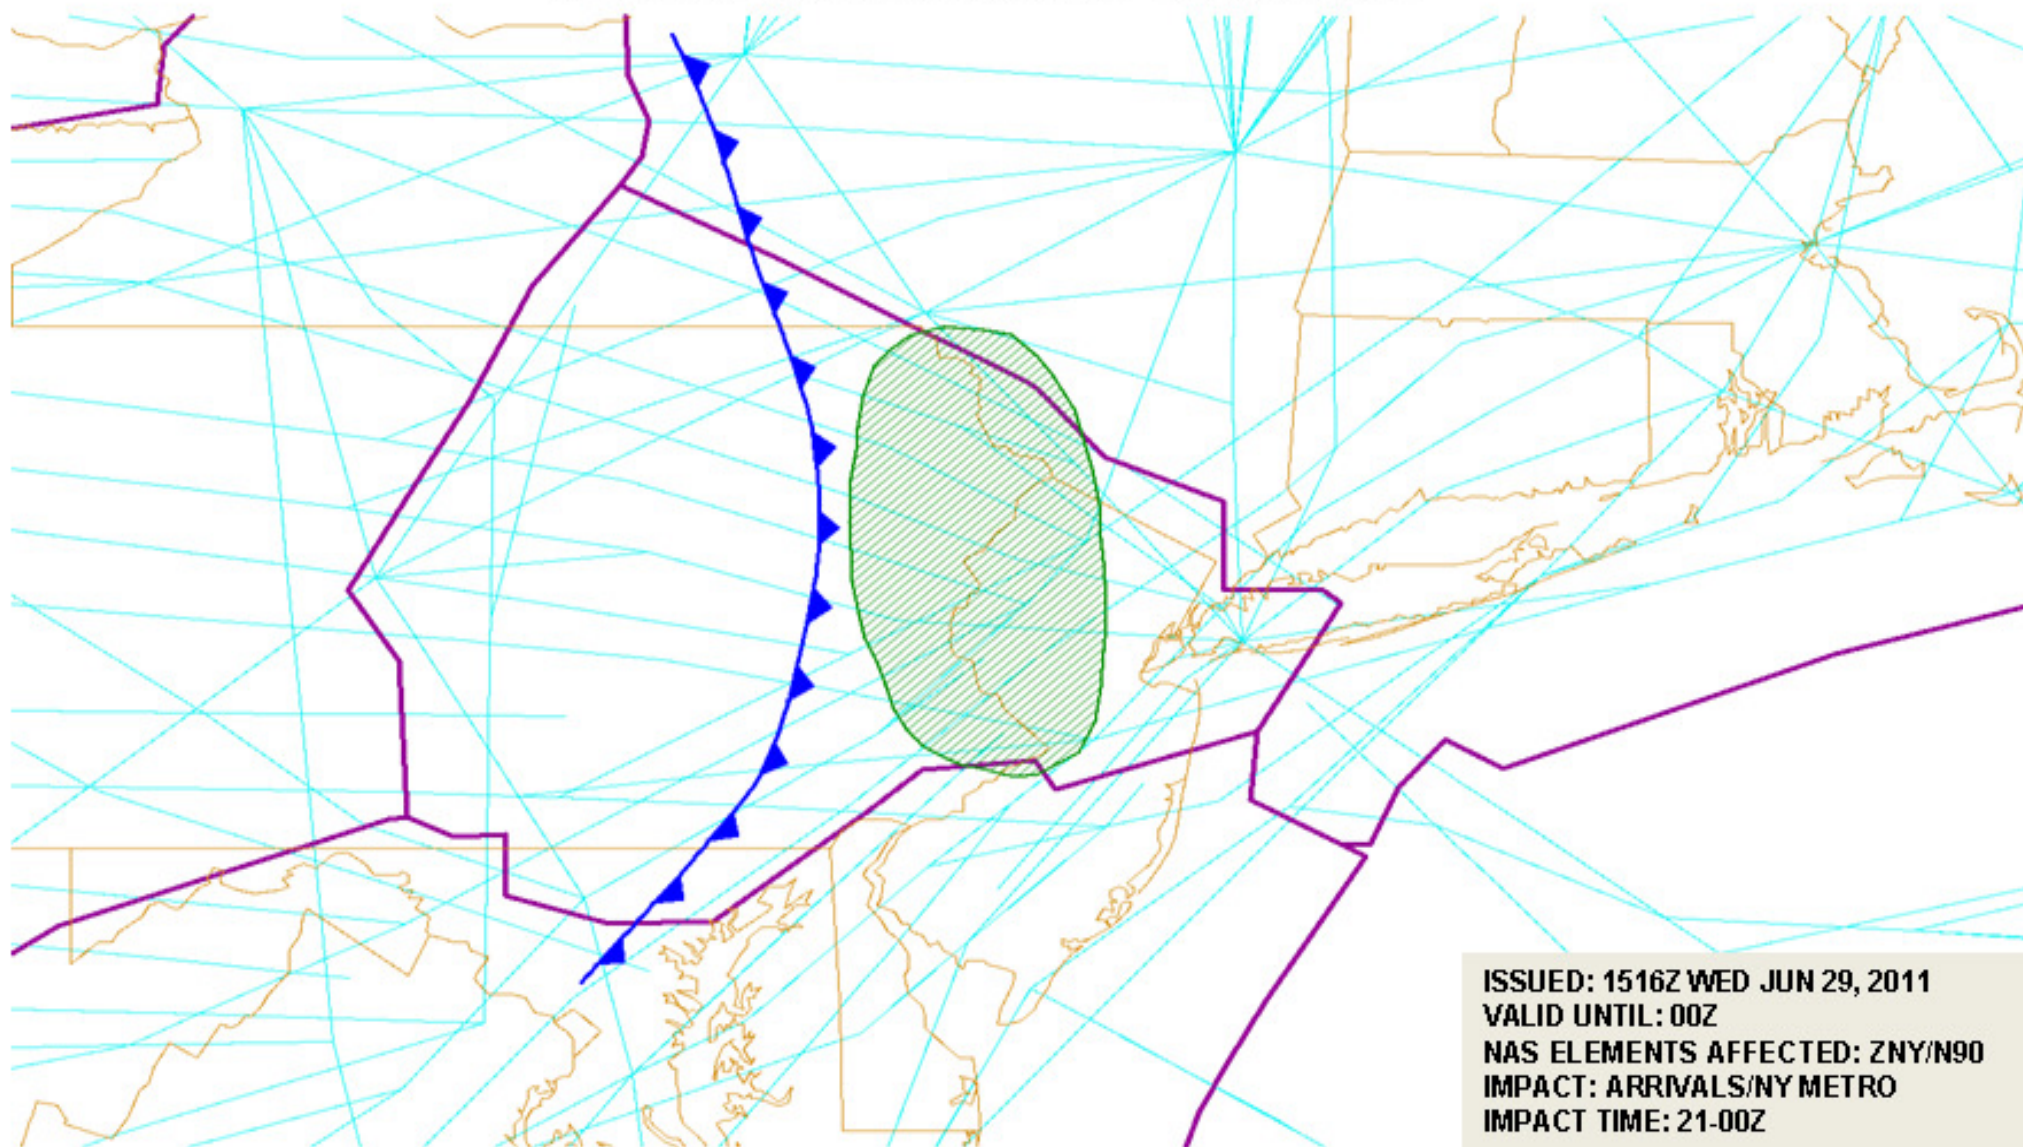 ISSUED: 1516Z WED JUN 29, 2011
VALID UNTIL: 00Z
NAS ELEMENTS AFFECTED: ZNY/N90
IMPACT: ARRIVALS/NY METRO
IMPACT TIME: 21-00Z